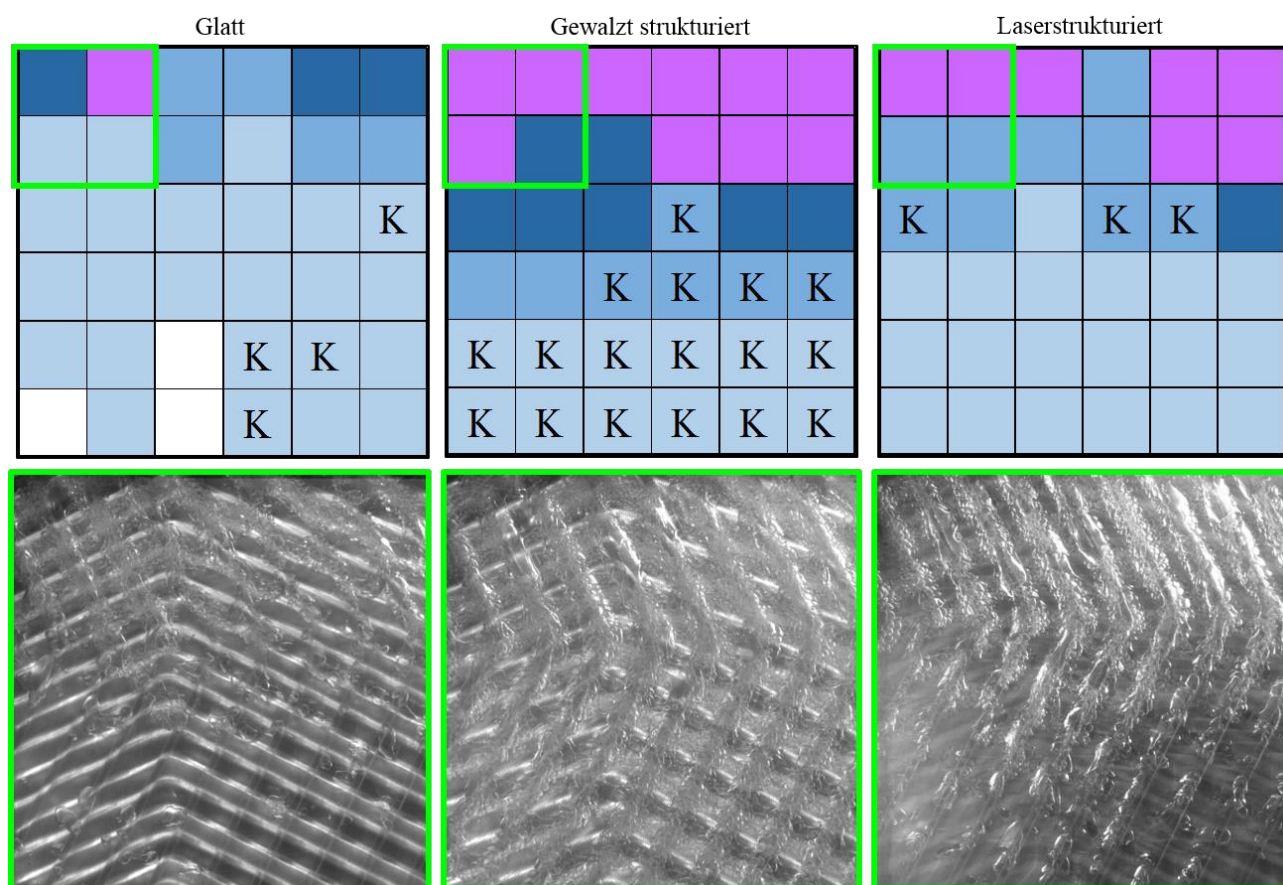 Glatt
Gewalzt strukturiert
Laserstrukturiert
K
K K K K
K K K K K
K K K K K K K K
K K K K K K K